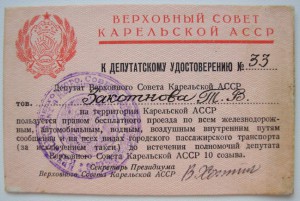 ВЕРХОВНЫЙ СОВЕТ
КАРЕЛЬСКОЙ АССР
К ДЕПУТАТСКОМУ УДОСТОВЕРЕНИЮ № 33
Депутат Верховного Совета Карельской АССР
тов. Закотнова Т. В.
на территории Карельской АССР
пользуется правом бесплатного проезда по всем железнодорож-
ным, автомобильным, водным, воздушным внутренним путям
сообщения и на всех видах городского пассажирского транспорта
(за исключением такси) до истечения полномочий депутата
Верховного Совета Карельской АССР 10 созыва.
Секретарь Президиума
Верховного Совета Карельской АССР